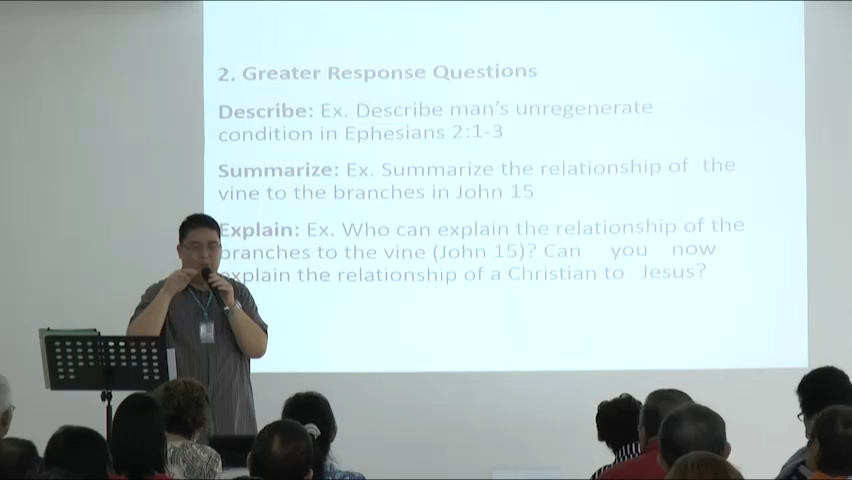 2. Greater Response Questions
Describe: Ex. Describe man's unregenerate
condition in Ephesians 2:1-3
Summarize: Ex. Summarize the relationship of the
vine to the branches in John 15
Explain: Ex. Who can explain the relationship of the
branches to the vine (John 15)? Can you now
explain the relationship of a Christian to Jesus?